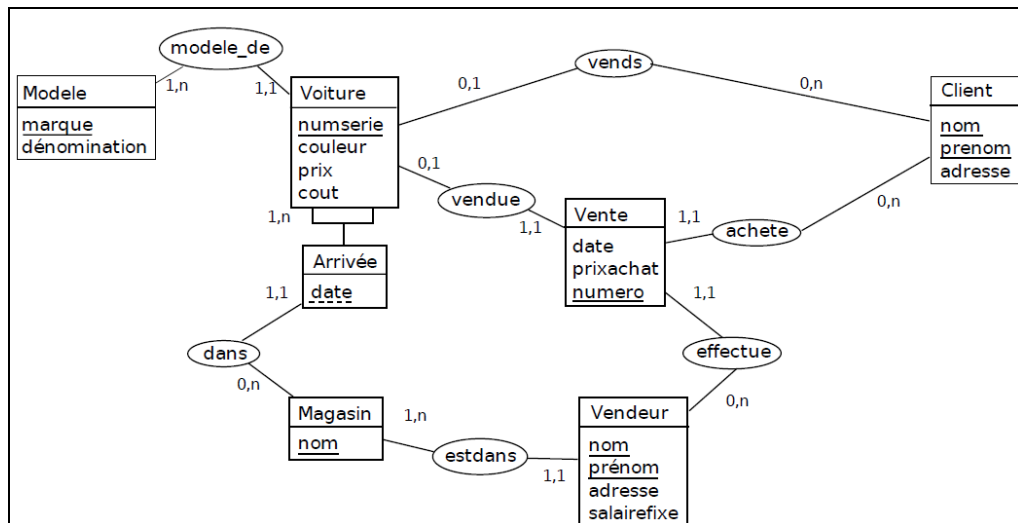 modele_de
1,n
1,1
Modele
marque
dénomination
Voiture
numserie
couleur
prix
cout
0,1
vends
0,n
Client
nom
prenom
adresse
0,1
vendue
1,1
Vente
date
prixachat
numero
1,1
achete
0,n
1,n
Arrivée
date
1,1
dans
0,n
1,1
effectue
0,n
Magasin
nom
1,n
estdans
1,1
Vendeur
nom
prénom
adresse
salairefixe